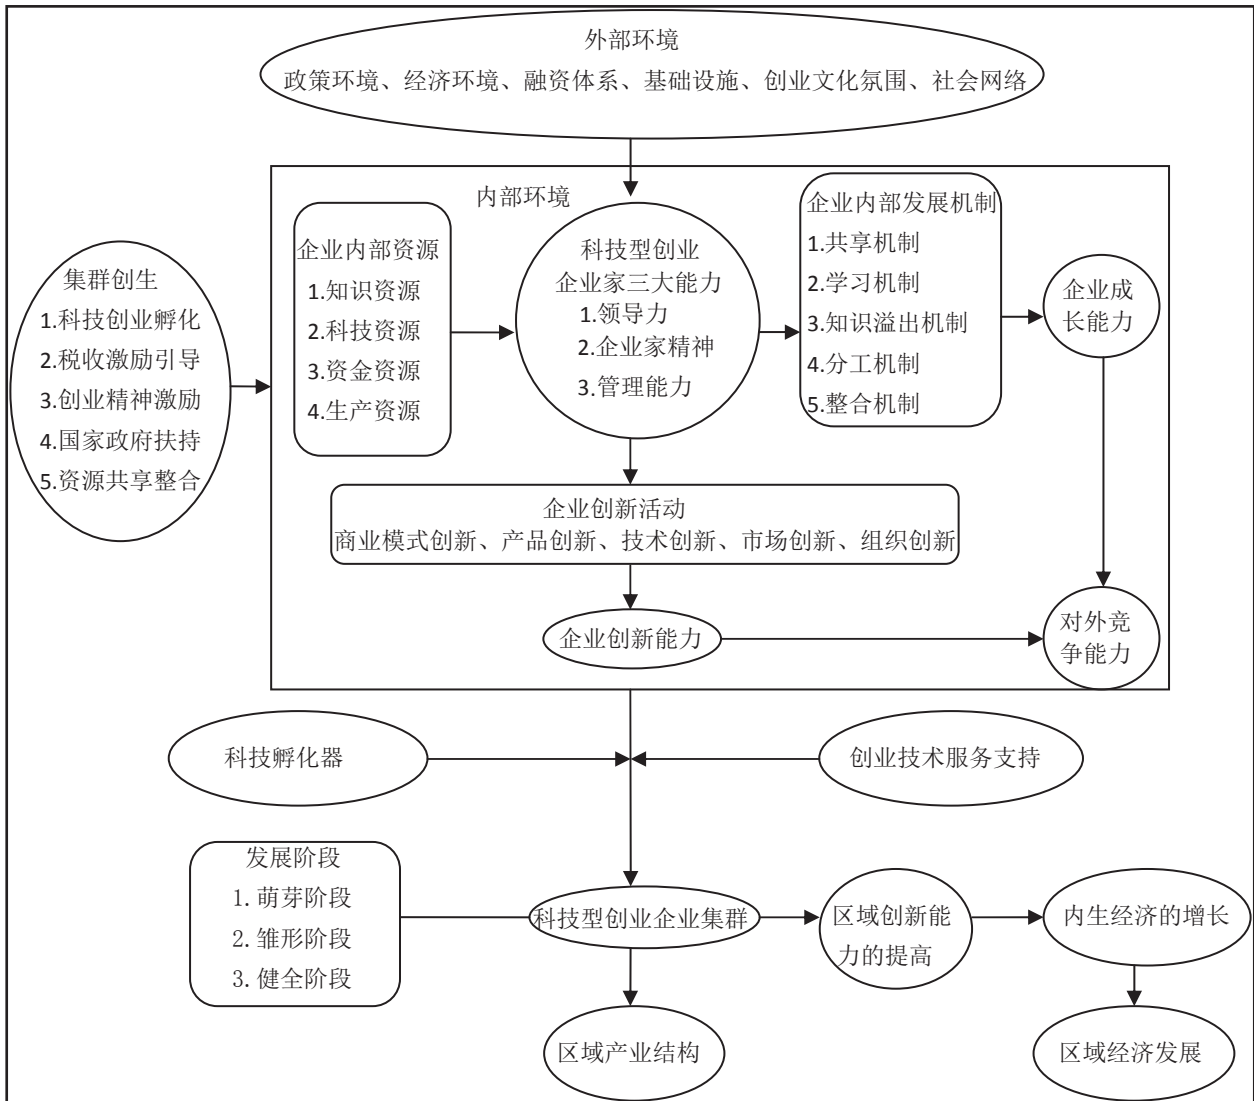 外部环境
政策环境、经济环境、融资体系、基础设施、创业文化氛围、社会网络
内部环境
集群创生
1.科技创业孵化
2.税收激励引导
3.创业精神激励
4.国家政府扶持
5.资源共享整合
企业内部资源
1.知识资源
2.科技资源
3.资金资源
4.生产资源
科技型创业
企业家三大能力
1.领导力
2.企业家精神
3.管理能力
企业内部发展机制
1.共享机制
2.学习机制
3.知识溢出机制
4.分工机制
5.整合机制
企业成
长能力
企业创新活动
商业模式创新、产品创新、技术创新、市场创新、组织创新
企业创新能力
对外竞
争能力
科技孵化器
创业技术服务支持
发展阶段
1.萌芽阶段
2.雏形阶段
3.健全阶段
科技型创业企业集群
区域创新能
力的提高
内生经济的增长
区域产业结构
区域经济发展